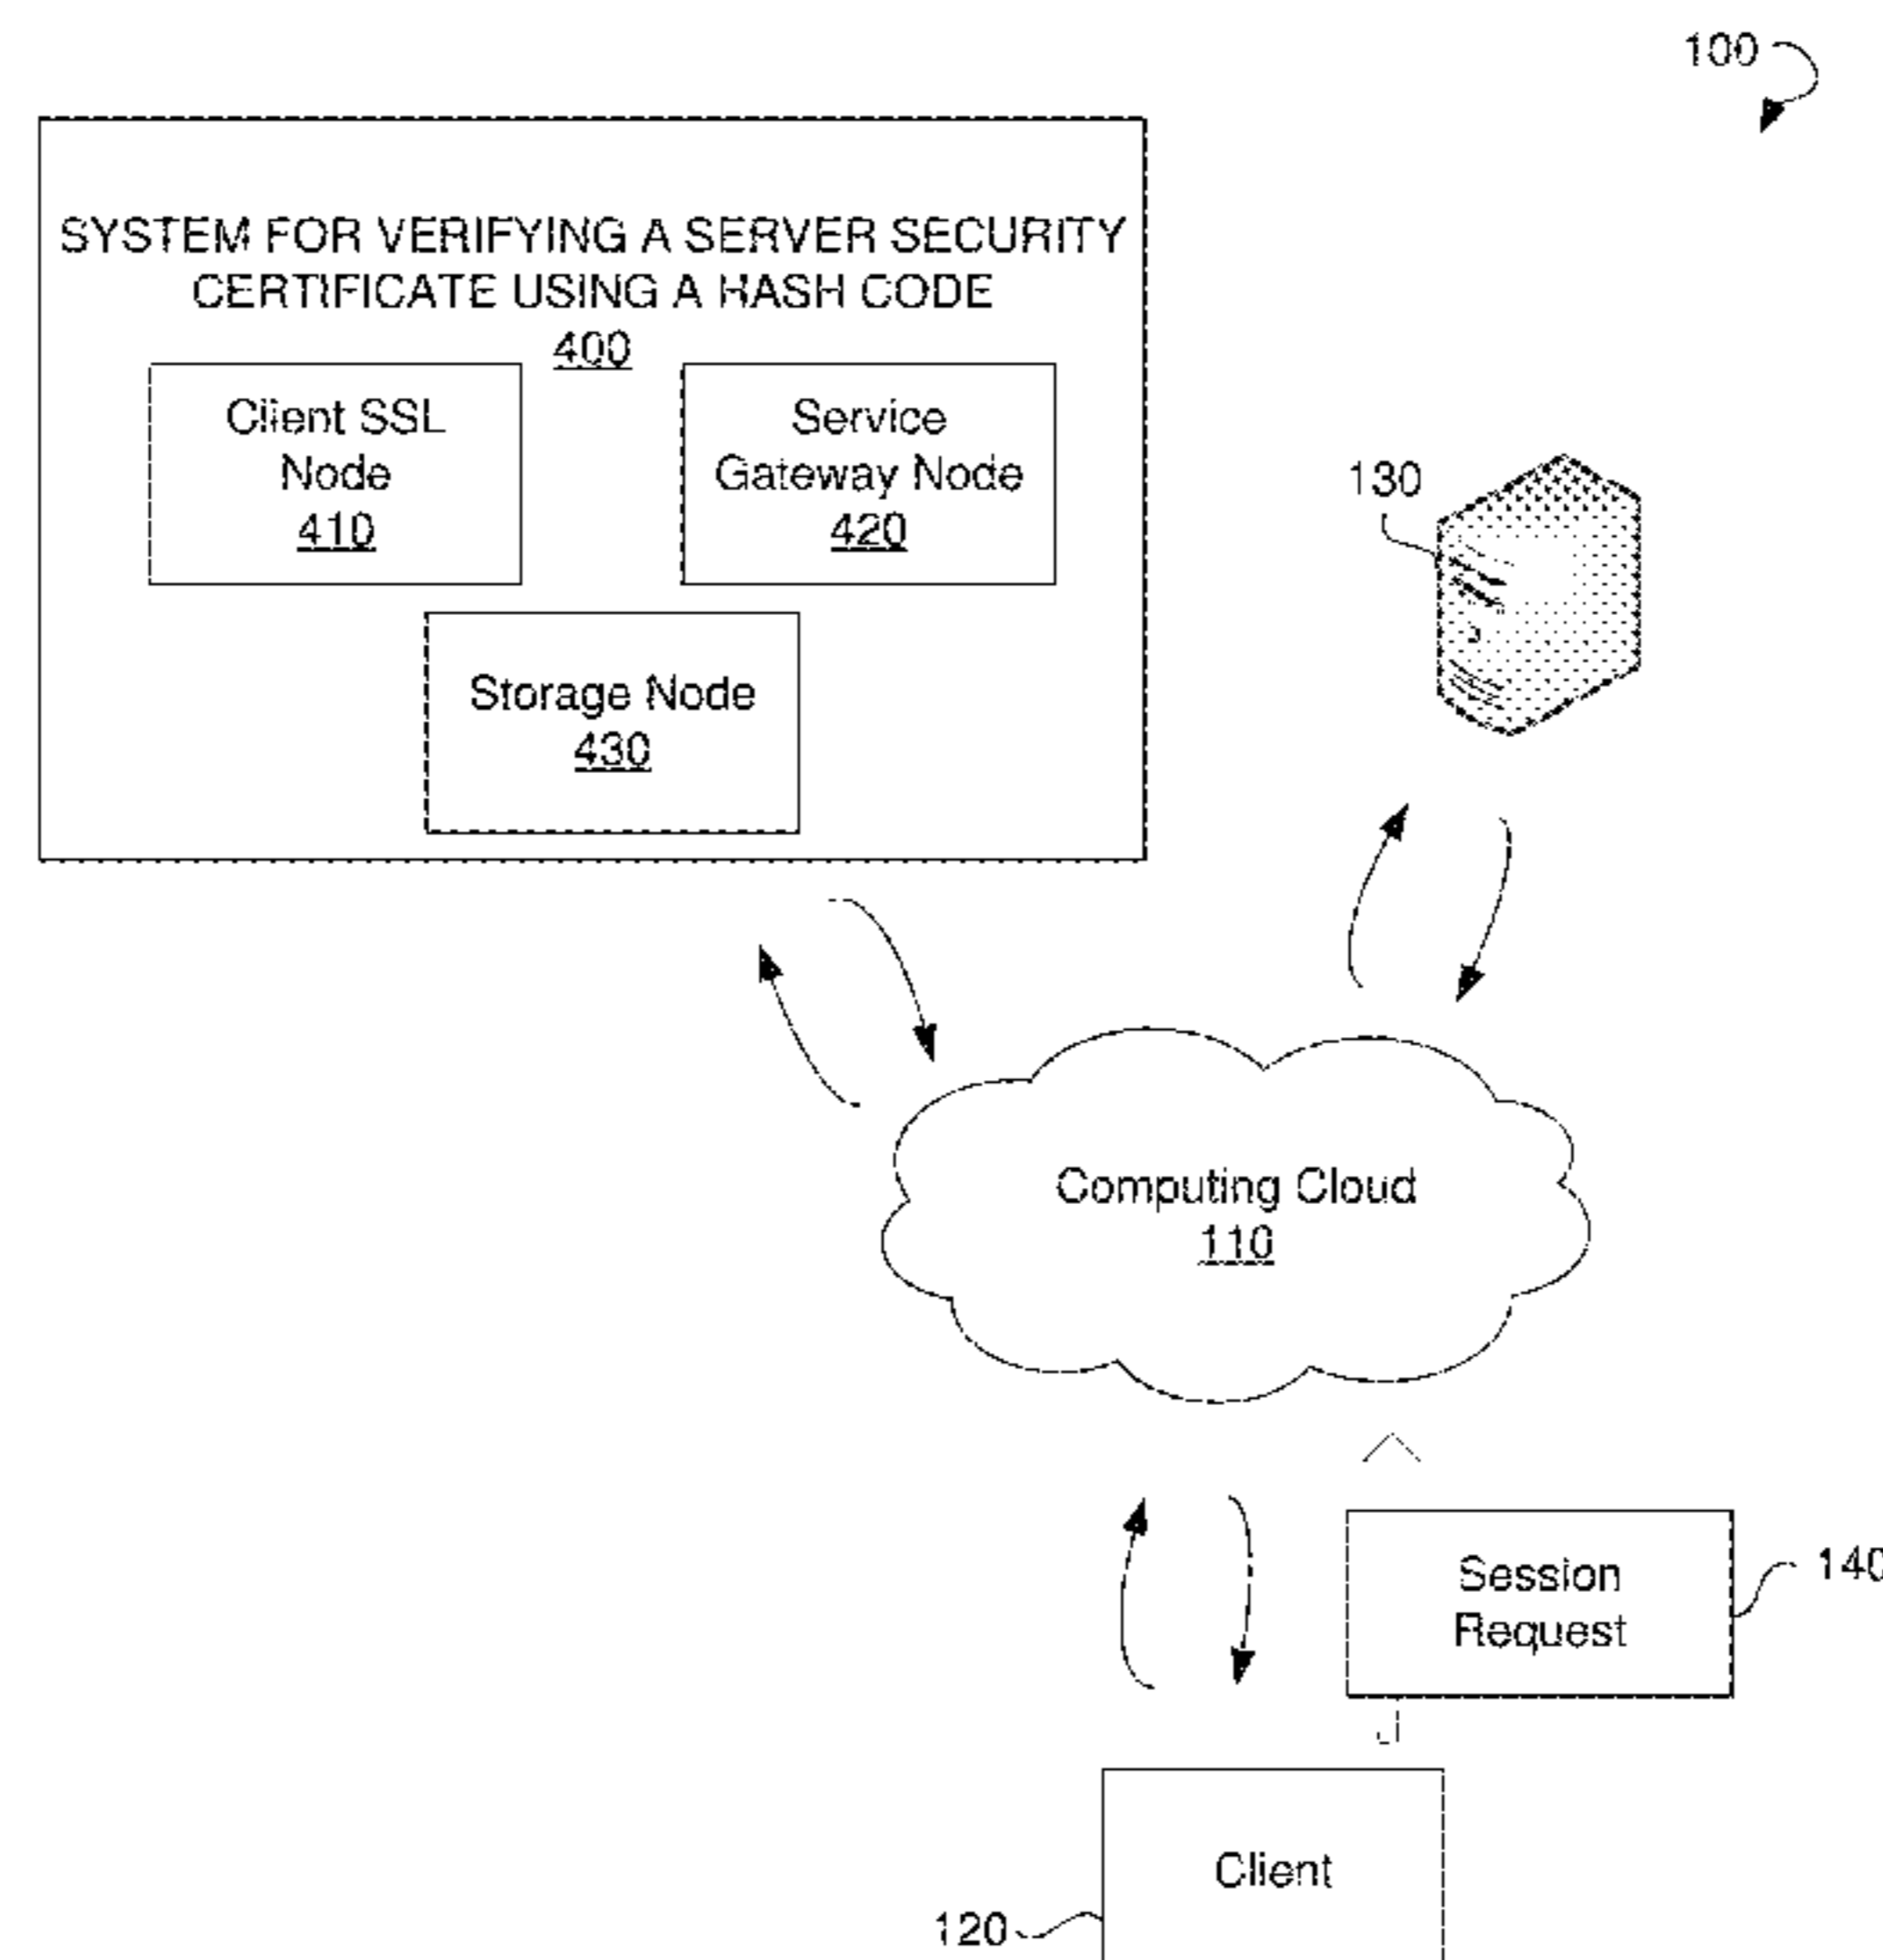 100
SYSTEM FOR VERIFYING A SERVER SECURITY
CERTIFICATE USING A HASH CODE
400
Client SSL
Node
410
Service
Gateway Node
420
130
Storage Node
430
Computing Cloud
110
Session
Request
140
Client
120